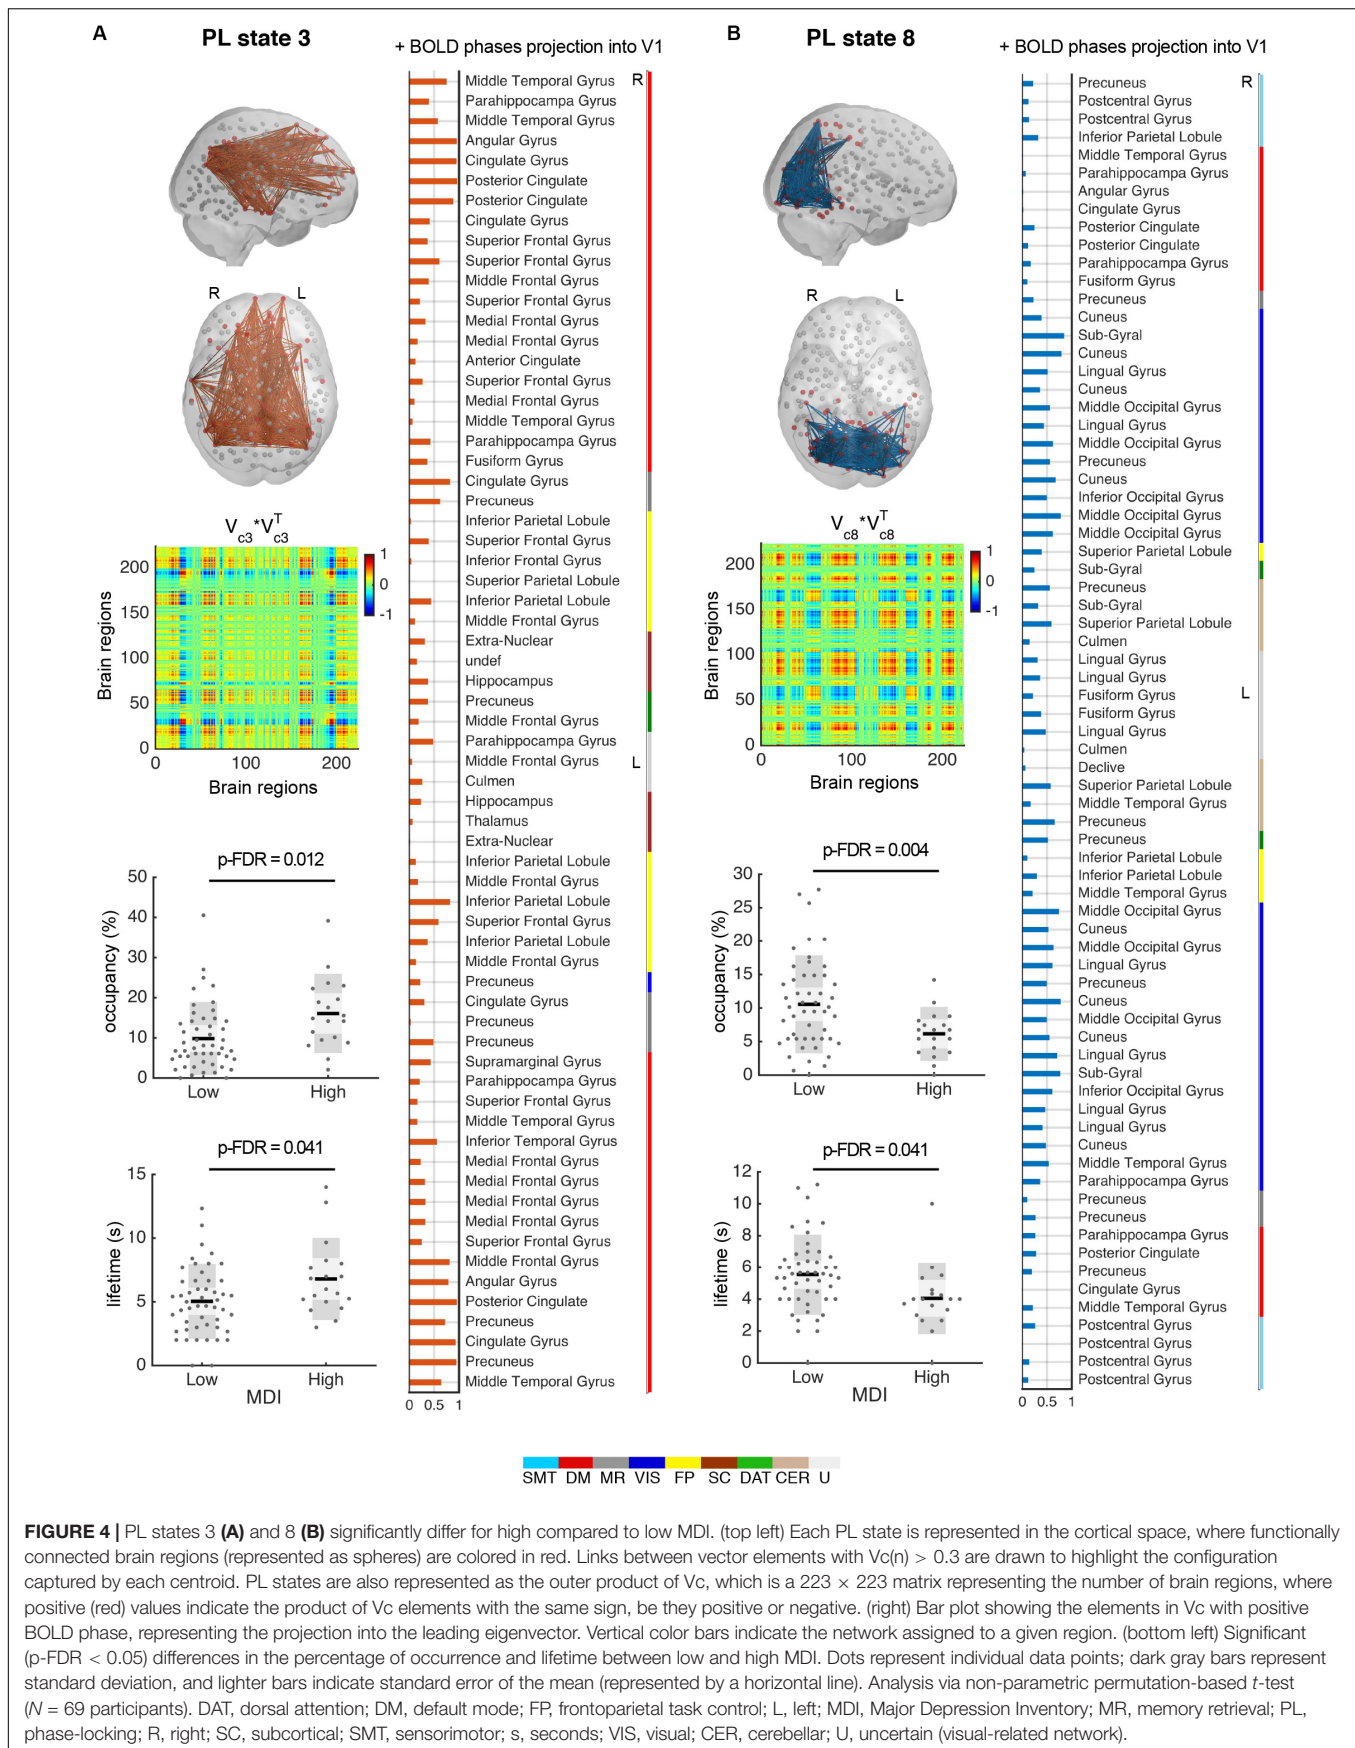 A
PL state 3
+ BOLD phases projection into V1
R
Middle Temporal Gyrus
Parahippocampa Gyrus
Middle Temporal Gyrus
Angular Gyrus
Cingulate Gyrus
Posterior Cingulate
Posterior Cingulate
Cingulate Gyrus
Superior Frontal Gyrus
Superior Frontal Gyrus
Middle Frontal Gyrus
Superior Frontal Gyrus
Medial Frontal Gyrus
Medial Frontal Gyrus
Anterior Cingulate
Superior Frontal Gyrus
Medial Frontal Gyrus
Middle Temporal Gyrus
Parahippocampa Gyrus
Fusiform Gyrus
Cingulate Gyrus
Precuneus
Inferior Parietal Lobule
Superior Frontal Gyrus
Inferior Frontal Gyrus
Superior Parietal Lobule
Inferior Parietal Lobule
Middle Frontal Gyrus
Extra-Nuclear
undef
Hippocampus
Precuneus
Middle Frontal Gyrus
Parahippocampa Gyrus
Middle Frontal Gyrus
L
Culmen
Hippocampus
Thalamus
Extra-Nuclear
Inferior Parietal Lobule
Middle Frontal Gyrus
Inferior Parietal Lobule
Superior Frontal Gyrus
Inferior Parietal Lobule
Middle Frontal Gyrus
Precuneus
Cingulate Gyrus
Precuneus
Precuneus
Supramarginal Gyrus
Parahippocampa Gyrus
Superior Frontal Gyrus
Middle Temporal Gyrus
Inferior Temporal Gyrus
Medial Frontal Gyrus
Medial Frontal Gyrus
Medial Frontal Gyrus
Medial Frontal Gyrus
Superior Frontal Gyrus
Middle Frontal Gyrus
Angular Gyrus
Posterior Cingulate
Precuneus
Cingulate Gyrus
Precuneus
Middle Temporal Gyrus
0 0.5 1
R L
Vc3*VTc3
200
150
100
50
0
Brain regions
0 100 200
Brain regions
1
0
-1
p-FDR = 0.012
50
40
30
20
10
0
occupancy (%)
Low High
p-FDR = 0.041
15
10
5
0
lifetime (s)
Low High
MDI
B
PL state 8
+ BOLD phases projection into V1
R
Precuneus
Postcentral Gyrus
Postcentral Gyrus
Inferior Parietal Lobule
Middle Temporal Gyrus
Parahippocampa Gyrus
Angular Gyrus
Cingulate Gyrus
Posterior Cingulate
Posterior Cingulate
Parahippocampa Gyrus
Fusiform Gyrus
Precuneus
Cuneus
Sub-Gyral
Cuneus
Lingual Gyrus
Cuneus
Middle Occipital Gyrus
Lingual Gyrus
Middle Occipital Gyrus
Precuneus
Cuneus
Inferior Occipital Gyrus
Middle Occipital Gyrus
Middle Occipital Gyrus
Superior Parietal Lobule
Sub-Gyral
Precuneus
Sub-Gyral
Superior Parietal Lobule
Culmen
Lingual Gyrus
Lingual Gyrus
Fusiform Gyrus
L
Fusiform Gyrus
Lingual Gyrus
Culmen
Declive
Superior Parietal Lobule
Middle Temporal Gyrus
Precuneus
Precuneus
Inferior Parietal Lobule
Inferior Parietal Lobule
Middle Temporal Gyrus
Middle Occipital Gyrus
Cuneus
Middle Occipital Gyrus
Lingual Gyrus
Precuneus
Cuneus
Middle Occipital Gyrus
Cuneus
Lingual Gyrus
Sub-Gyral
Inferior Occipital Gyrus
Lingual Gyrus
Lingual Gyrus
Cuneus
Middle Temporal Gyrus
Parahippocampa Gyrus
Precuneus
Precuneus
Parahippocampa Gyrus
Posterior Cingulate
Precuneus
Cingulate Gyrus
Middle Temporal Gyrus
Postcentral Gyrus
Postcentral Gyrus
Postcentral Gyrus
Postcentral Gyrus
0 0.5 1
R L
Vc8*VTc8
200
150
100
50
0
Brain regions
0 100 200
Brain regions
1
0
-1
p-FDR = 0.004
30
25
20
15
10
5
0
occupancy (%)
Low High
p-FDR = 0.041
12
10
8
6
4
2
0
lifetime (s)
Low High
MDI
SMT DM MR VIS FP SC DAT CER U
FIGURE 4 | PL states 3 (A) and 8 (B) significantly differ for high compared to low MDI. (top left) Each PL state is represented in the cortical space, where functionally
connected brain regions (represented as spheres) are colored in red. Links between vector elements with Vc(n) > 0.3 are drawn to highlight the configuration
captured by each centroid. PL states are also represented as the outer product of Vc, which is a 223 × 223 matrix representing the number of brain regions, where
positive (red) values indicate the product of Vc elements with the same sign, be they positive or negative. (right) Bar plot showing the elements in Vc with positive
BOLD phase, representing the projection into the leading eigenvector. Vertical color bars indicate the network assigned to a given region. (bottom left) Significant
(p-FDR < 0.05) differences in the percentage of occurrence and lifetime between low and high MDI. Dots represent individual data points; dark gray bars represent
standard deviation, and lighter bars indicate standard error of the mean (represented by a horizontal line). Analysis via non-parametric permutation-based t-test
(N = 69 participants). DAT, dorsal attention; DM, default mode; FP, frontoparietal task control; L, left; MDI, Major Depression Inventory; MR, memory retrieval; PL,
phase-locking; R, right; SC, subcortical; SMT, sensorimotor; s, seconds; VIS, visual; CER, cerebellar; U, uncertain (visual-related network).